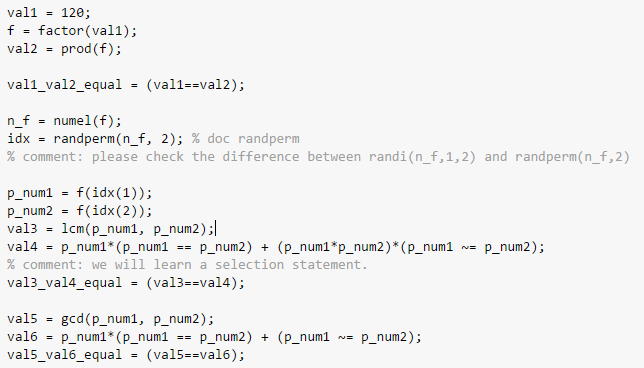 val1 = 120;
f = factor(val1);
val2 = prod(f);
val1_val2_equal = (val1==val2);
n_f = numel(f);
idx = randperm(n_f, 2); % doc randperm
% comment: please check the difference between randi(n_f,1,2) and randperm(n_f,2)
p_num1 = f(idx(1));
p_num2 = f(idx(2));
val3 = lcm(p_num1, p_num2);
val4 = p_num1*(p_num1 == p_num2) + (p_num1*p_num2)*(p_num1 ~= p_num2);
% comment: we will learn a selection statement.
val3_val4_equal = (val3==val4);
val5 = gcd(p_num1, p_num2);
val6 = p_num1*(p_num1 == p_num2) + (p_num1 ~= p_num2);
val5_val6_equal = (val5==val6);